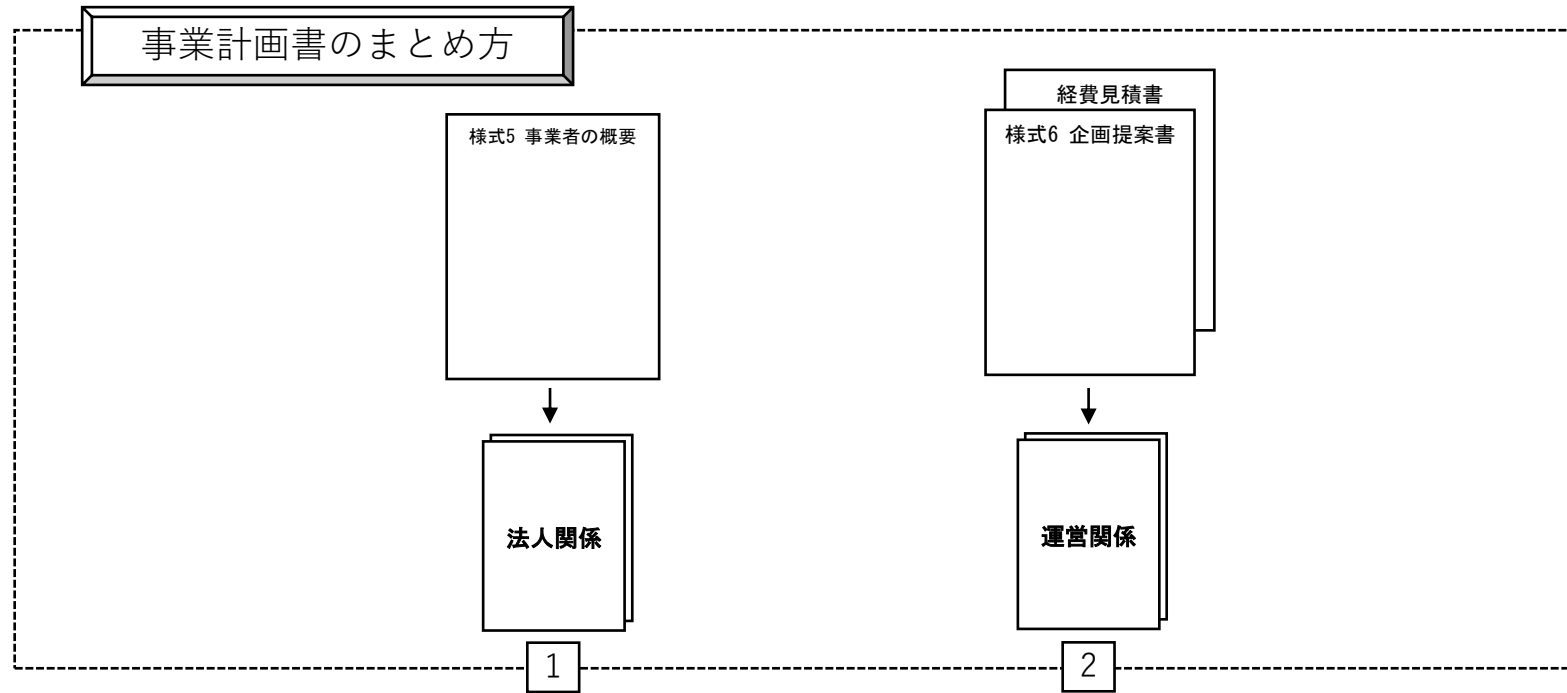 事業計画書のまとめ方
経費見積書
様式5 事業者の概要
様式6 企画提案書
法人関係
運営関係
1
2